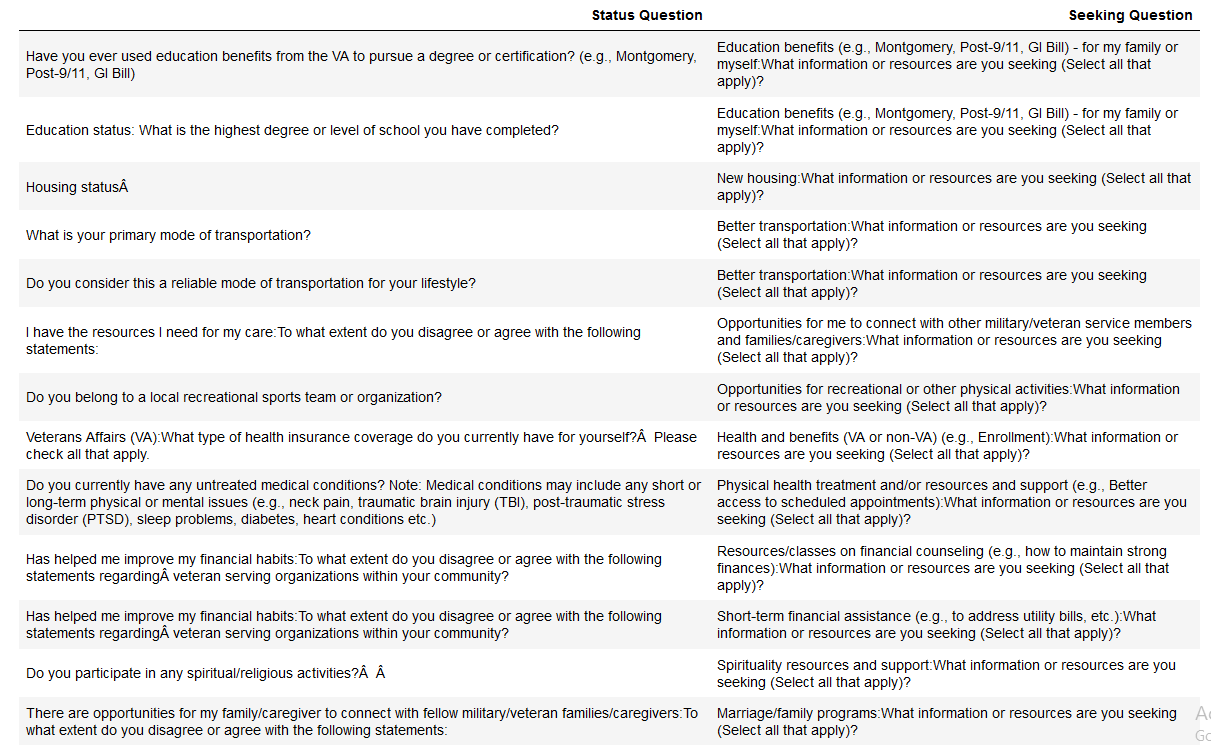 Status Question
Seeking Question
Have you ever used education benefits from the VA to pursue a degree or certification? (e.g., Montgomery,
Post-9/11, GI Bill)
Education benefits (e.g., Montgomery, Post-9/11, GI Bill) - for my family or
myself:What information or resources are you seeking (Select all that
apply)?
Education status: What is the highest degree or level of school you have completed?
Education benefits (e.g., Montgomery, Post-9/11, GI Bill) - for my family or
myself:What information or resources are you seeking (Select all that
apply)?
Housing statusÂ
New housing:What information or resources are you seeking (Select all that
apply)?
What is your primary mode of transportation?
Better transportation:What information or resources are you seeking
(Select all that apply)?
Do you consider this a reliable mode of transportation for your lifestyle?
Better transportation:What information or resources are you seeking
(Select all that apply)?
I have the resources I need for my care:To what extent do you disagree or agree with the following
statements:
Opportunities for me to connect with other military/veteran service members
and families/caregivers:What information or resources are you seeking
(Select all that apply)?
Do you belong to a local recreational sports team or organization?
Opportunities for recreational or other physical activities:What information
or resources are you seeking (Select all that apply)?
Veterans Affairs (VA):What type of health insurance coverage do you currently have for yourself?Â  Please
check all that apply.
Health and benefits (VA or non-VA) (e.g., Enrollment):What information or
resources are you seeking (Select all that apply)?
Do you currently have any untreated medical conditions? Note: Medical conditions may include any short or
long-term physical or mental issues (e.g., neck pain, traumatic brain injury (TBI), post-traumatic stress
disorder (PTSD), sleep problems, diabetes, heart conditions etc.)
Physical health treatment and/or resources and support (e.g., Better
access to scheduled appointments):What information or resources are you
seeking (Select all that apply)?
Has helped me improve my financial habits:To what extent do you disagree or agree with the following
statements regardingÂ veteran serving organizations within your community?
Resources/classes on financial counseling (e.g., how to maintain strong
finances):What information or resources are you seeking (Select all that
apply)?
Has helped me improve my financial habits:To what extent do you disagree or agree with the following
statements regardingÂ veteran serving organizations within your community?
Short-term financial assistance (e.g., to address utility bills, etc.):What
information or resources are you seeking (Select all that apply)?
Do you participate in any spiritual/religious activities?Â  Â
Spirituality resources and support:What information or resources are you
seeking (Select all that apply)?
There are opportunities for my family/caregiver to connect with fellow military/veteran families/caregivers:To
what extent do you disagree or agree with the following statements:
Marriage/family programs:What information or resources are you seeking
(Select all that apply)?